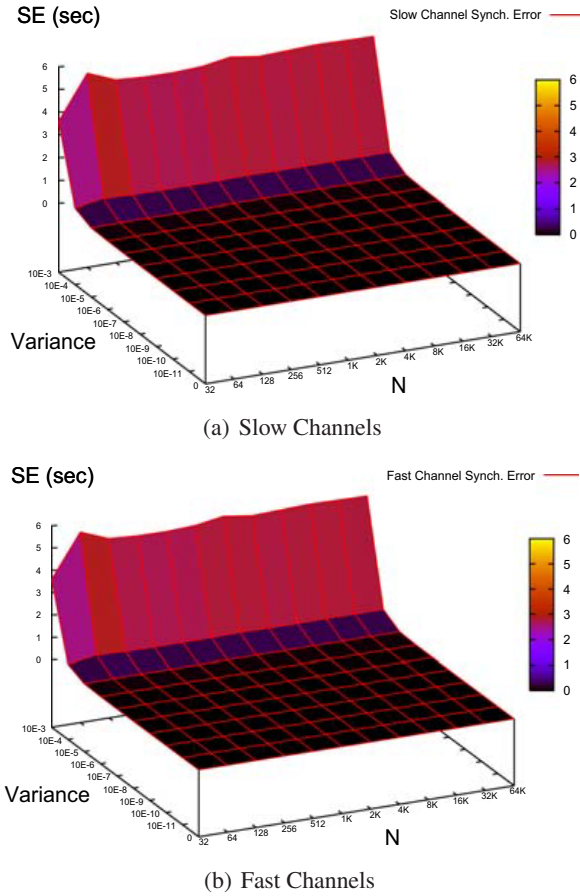 SE (sec)
Slow Channel Synch. Error
6
5
4
3
2
1
0
6
5
4
3
2
1
0
10E-3
10E-4
10E-5
10E-6
10E-7
10E-8
10E-9
10E-10
10E-11
0
Variance
32
64
128
256
512
1K
2K
4K
8K
16K
32K
64K
N
(a) Slow Channels
SE (sec)
Fast Channel Synch. Error
6
5
4
3
2
1
0
6
5
4
3
2
1
0
10E-3
10E-4
10E-5
10E-6
10E-7
10E-8
10E-9
10E-10
10E-11
0
Variance
32
64
128
256
512
1K
2K
4K
8K
16K
32K
64K
N
(b) Fast Channels